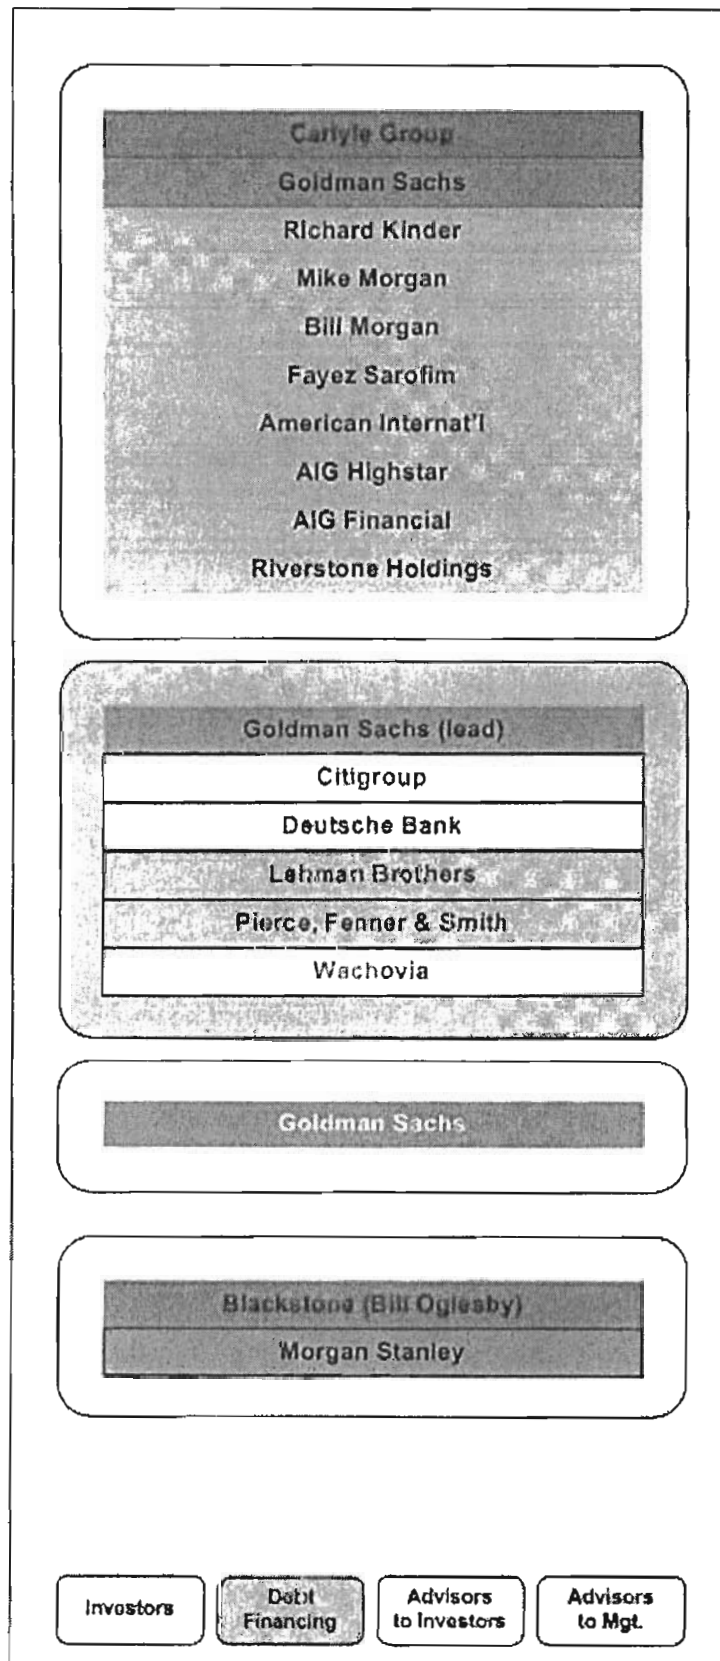 Carlyle Group
Goldman Sachs
Richard Kinder
Mike Morgan
Bill Morgan
Fayez Sarofim
American Internat'l
AIG Highstar
AIG Financial
Riverstone Holdings
Goldman Sachs (lead)
Citigroup
Deutsche Bank
Lehman Brothers
Pierce, Fenner & Smith
Wachovia
Goldman Sachs
Blackstone (Bill Oglesby)
Morgan Stanley
Investors
Debt
Financing
Advisors
to Investors
Advisors
to Mgt.